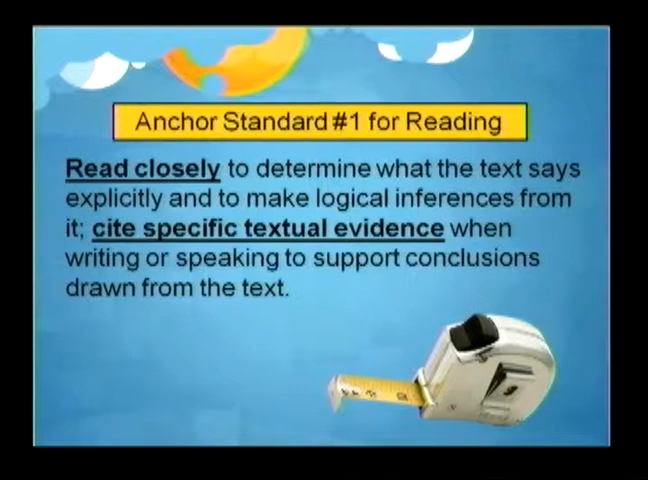 Anchor Standard #1 for Reading
Read closely to determine what the text says
explicitly and to make logical inferences from
it; cite specific textual evidence when
writing or speaking to support conclusions
drawn from the text.